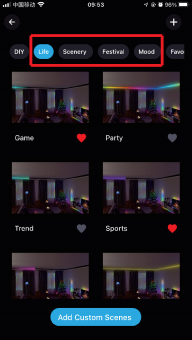 中国移动 09:53 96%
DIY Life Scenery Festival Mood Favo
Game Party
Trend Sports
Add Custom Scenes